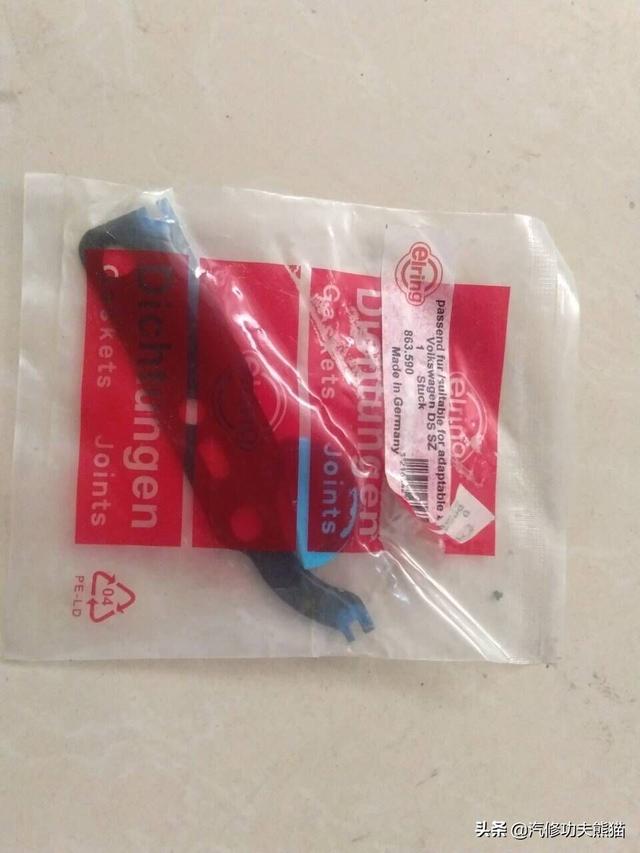 elring
passend für/suitable for adaptable
Volkswagen DS SZ
1 Stuck
863.590
Made in Germany
elring
Dichtungen
Gaskets Joints
Dichtungen
Gaskets Joints
04
PE-LD
头条 @汽修功夫熊猫